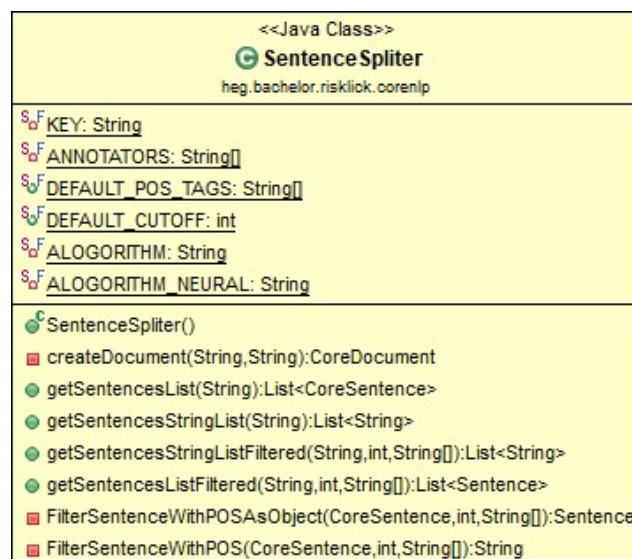 <<Java Class>>
C SentenceSpliter
heg.bachelor.risklick.corenlp
S F KEY: String
S F ANNOTATORS: String[]
S F DEFAULT_POS_TAGS: String[]
S F DEFAULT_CUTOFF: int
S F ALOGORITHM: String
S F ALOGORITHM_NEURAL: String
C SentenceSpliter()
createDocument(String,String):CoreDocument
getSentencesList(String):List<CoreSentence>
getSentencesStringList(String):List<String>
getSentencesStringListFiltered(String,int,String[]):List<String>
getSentencesListFiltered(String,int,String[]):List<Sentence>
FilterSentenceWithPOSAsObject(CoreSentence,int,String[]):Sentence
FilterSentenceWithPOS(CoreSentence,int,String[]):String